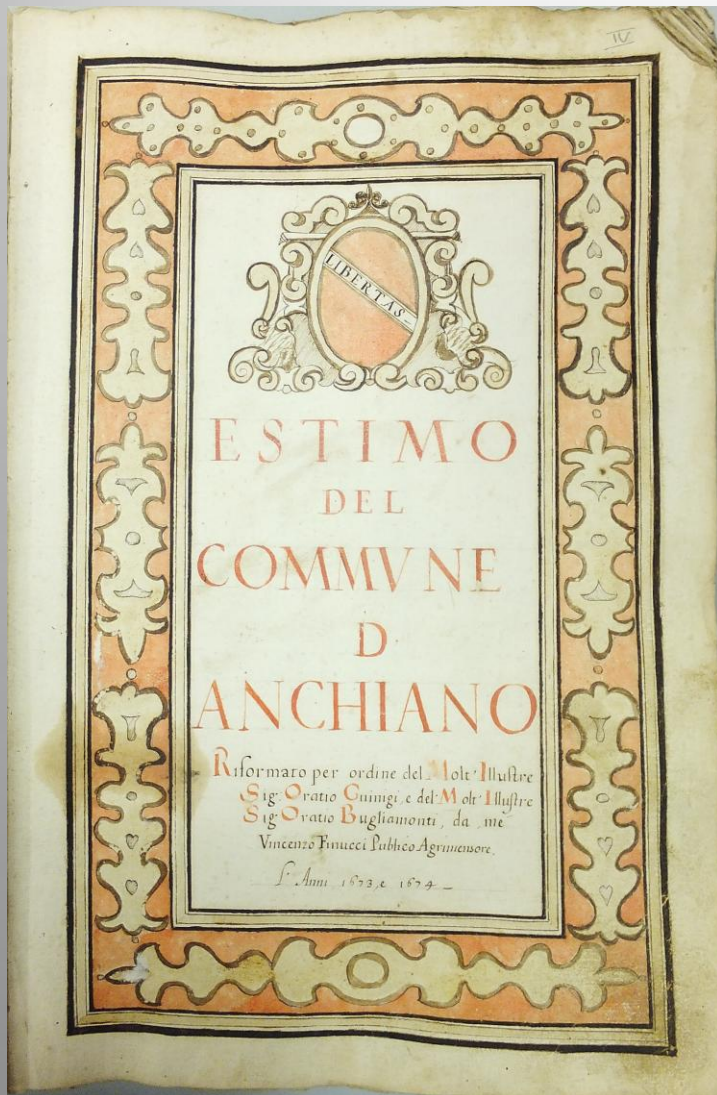 IV
LIBERTAS
ESTIMO
DEL
COMMVNE
D
ANCHIANO
Riformato per ordine del Molt' Illustre
Sig. Oratio Guinigi, e del Molt' Illustre
Sig. Oratio Bugliamonti, da me
Vincenzo Publico Agrimensore.
Anni 1673, e 1674